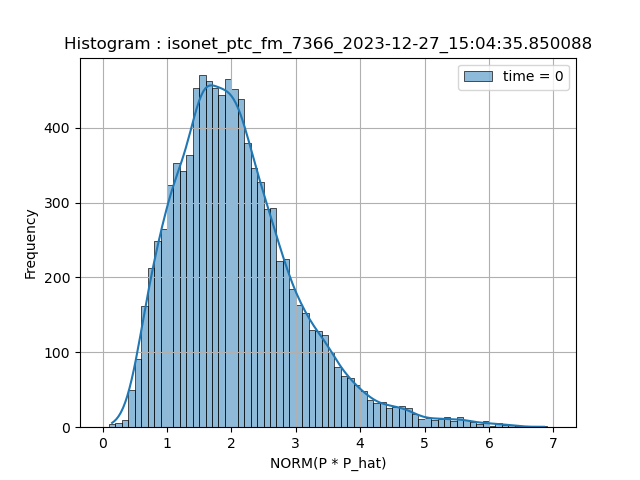 Histogram : isonet_ptc_fm_7366_2023-12-27_15:04:35.850088
time = 0
400
300
200
100
0
Frequency
0 1 2 3 4 5 6 7
NORM(P * P_hat)